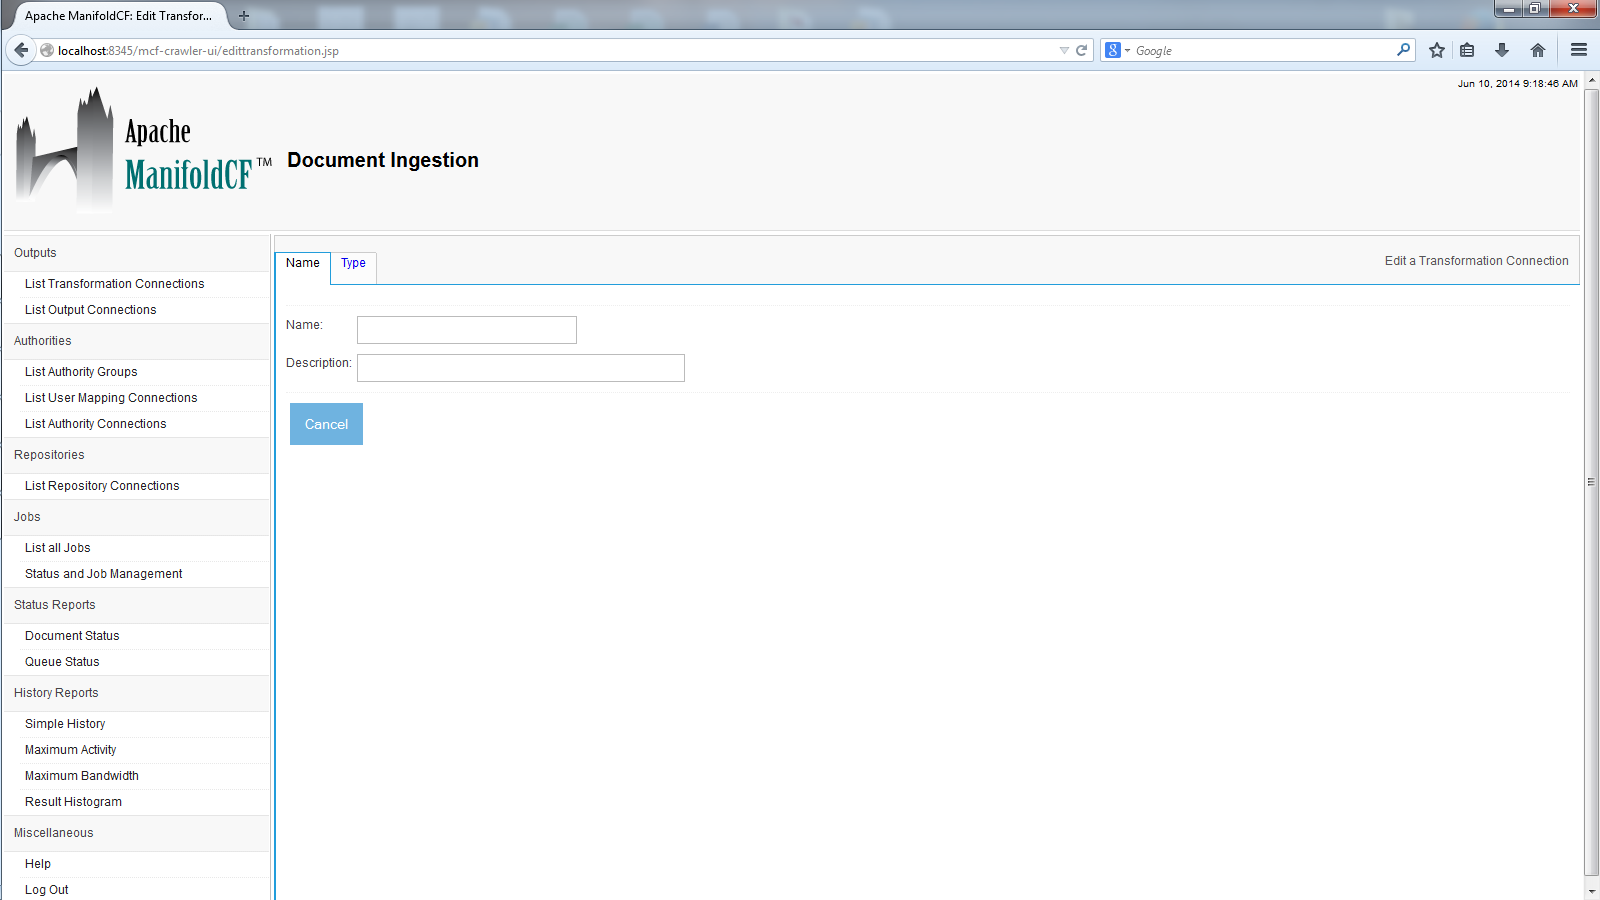 Apache ManifoldCF: Edit Transfor...
localhost:8345/mcf-crawler-ui/edittransformation.jsp
Google
Jun 10, 2014 9:18:46 AM
Apache
ManifoldCF™
Document Ingestion
Outputs
List Transformation Connections
List Output Connections
Authorities
List Authority Groups
List User Mapping Connections
List Authority Connections
Repositories
List Repository Connections
Jobs
List all Jobs
Status and Job Management
Status Reports
Document Status
Queue Status
History Reports
Simple History
Maximum Activity
Maximum Bandwidth
Result Histogram
Miscellaneous
Help
Log Out
Name Type Edit a Transformation Connection
Name:
Description:
Cancel